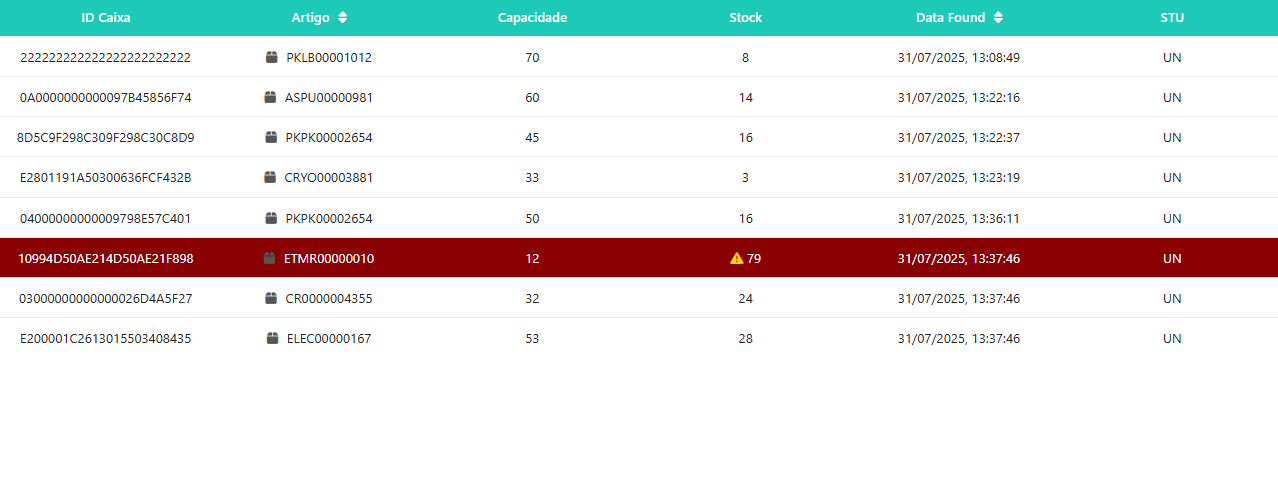 ID Caixa Artigo Capacidade Stock Data Found STU
222222222222222222222222 PKLB00001012 70 8 31/07/2025, 13:08:49 UN
0A0000000000097B45856F74 ASPU00000981 60 14 31/07/2025, 13:22:16 UN
8D5C9F298C309F298C30C8D9 PKPK00002654 45 16 31/07/2025, 13:22:37 UN
E2801191A50300636FCF432B CRYO00003881 33 3 31/07/2025, 13:23:19 UN
04000000000009798E57C401 PKPK00002654 50 16 31/07/2025, 13:36:11 UN
10994D50AE214D50AE21F898 ETMR00000010 12 79 31/07/2025, 13:37:46 UN
03000000000000026D4A5F27 CR0000004355 32 24 31/07/2025, 13:37:46 UN
E200001C2613015503408435 ELEC00000167 53 28 31/07/2025, 13:37:46 UN